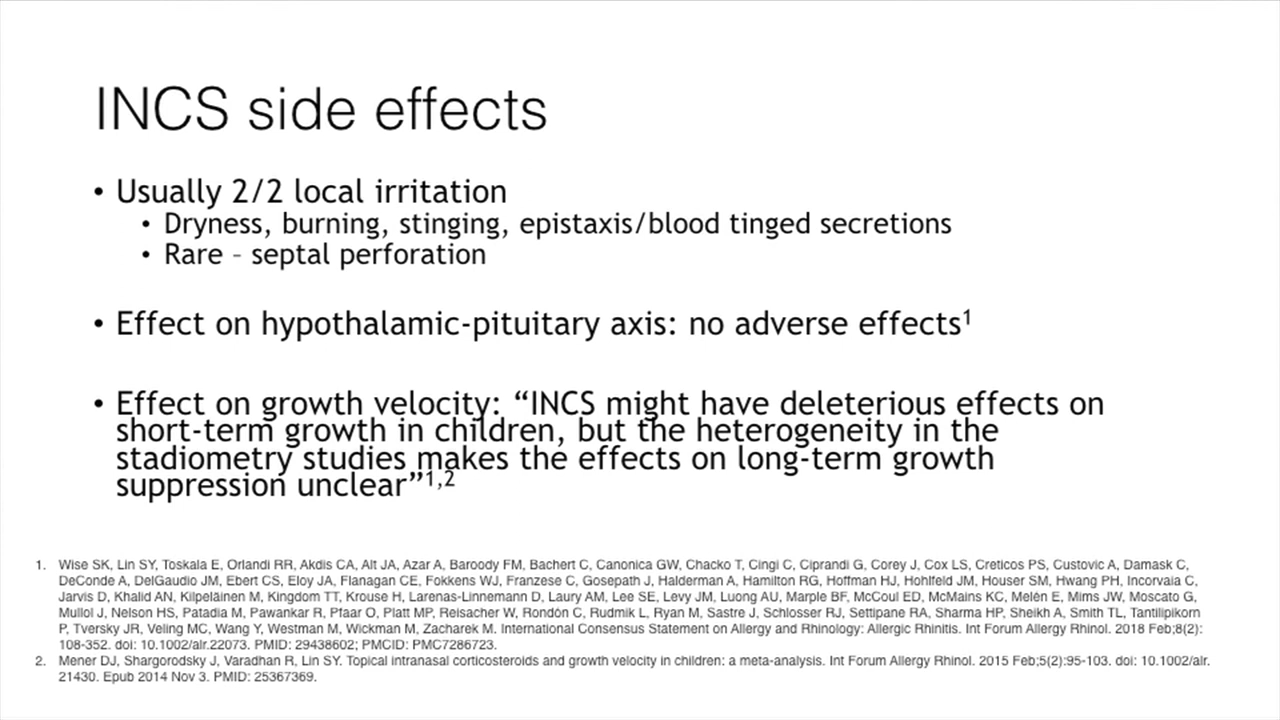 INCS side effects
• Usually 2/2 local irritation
• Dryness, burning, stinging, epistaxis/blood tinged secretions
• Rare – septal perforation
• Effect on hypothalamic-pituitary axis: no adverse effects1
• Effect on growth velocity: “INCS might have deleterious effects on
short-term growth in children, but the heterogeneity in the
stadiometry studies makes the effects on long-term growth
suppression unclear”1,2
1. Wise SK, Lin SY, Toskala E, Orlandi RR, Akdis CA, Alt JA, Azar A, Baroody FM, Bachert C, Canonica GW, Chacko T, Cingi C, Ciprandi G, Corey J, Cox LS, Creticos PS, Custovic A, Damask C,
DeConde A, DelGaudio JM, Ebert CS, Eloy JA, Flanagan CE, Fokkens WJ, Franzese C, Gosepath J, Halderman A, Hamilton RG, Hoffman HJ, Hohlfeld JM, Houser SM, Hwang PH, Incorvaia C,
Jarvis D, Khalid AN, Kilpeläinen M, Kingdom TT, Krouse H, Larenas-Linnemann D, Laury AM, Lee SE, Levy JM, Luong AU, Marple BF, McCoul ED, McMains KC, Melén E, Mims JW, Moscato G,
Mullol J, Nelson HS, Patadia M, Pawankar R, Pfaar O, Platt MP, Reisacher W, Rondón C, Rudmik L, Ryan M, Sastre J, Schlosser RJ, Settipane RA, Sharma HP, Sheikh A, Smith TL, Tantilipikorn
P, Tversky JR, Veling MC, Wang Y, Westman M, Wickman M, Zacharek M. International Consensus Statement on Allergy and Rhinology: Allergic Rhinitis. Int Forum Allergy Rhinol. 2018 Feb;8(2):
108-352. doi: 10.1002/alr.22073. PMID: 29438602; PMCID: PMC7286723.
2. Mener DJ, Shargorodsky J, Varadhan R, Lin SY. Topical intranasal corticosteroids and growth velocity in children: a meta-analysis. Int Forum Allergy Rhinol. 2015 Feb;5(2):95-103. doi: 10.1002/alr.
21430. Epub 2014 Nov 3. PMID: 25367369.